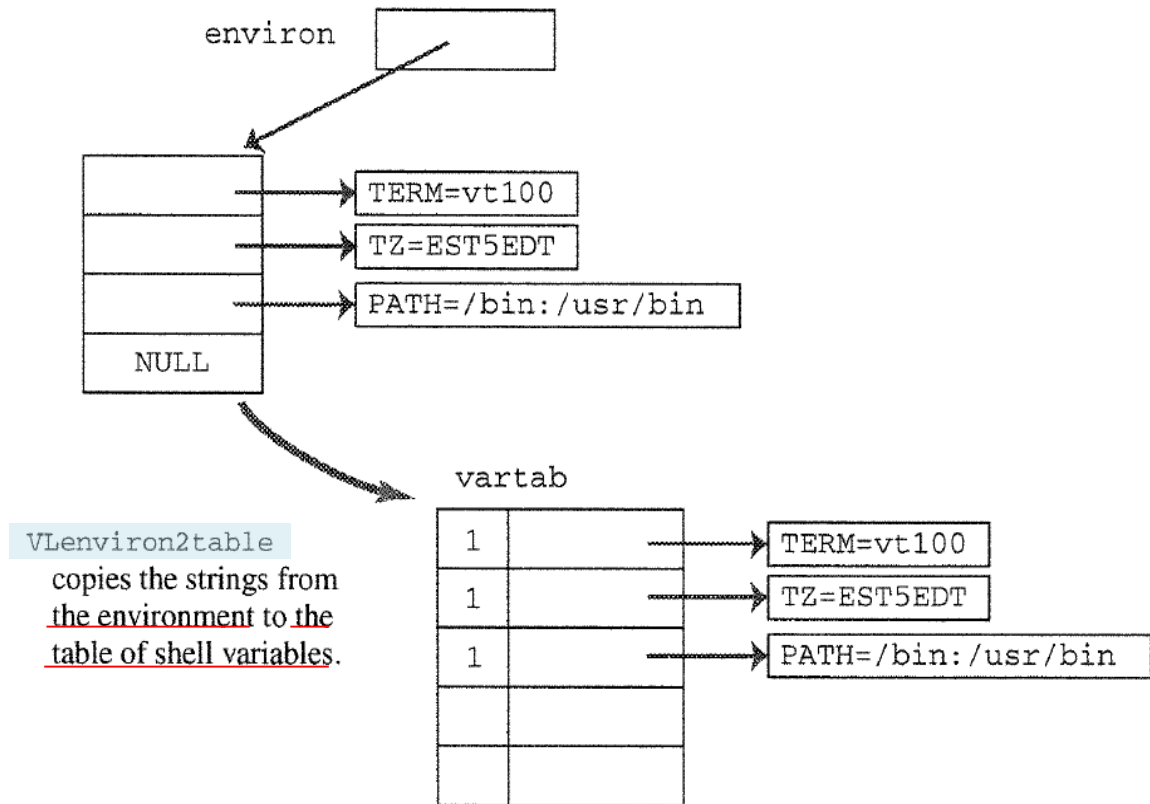 environ
TERM=vt100
TZ=EST5EDT
PATH=/bin:/usr/bin
NULL
vartab
VLenviron2table
copies the strings from
the environment to the
table of shell variables.
1
TERM=vt100
1
TZ=EST5EDT
1
PATH=/bin:/usr/bin